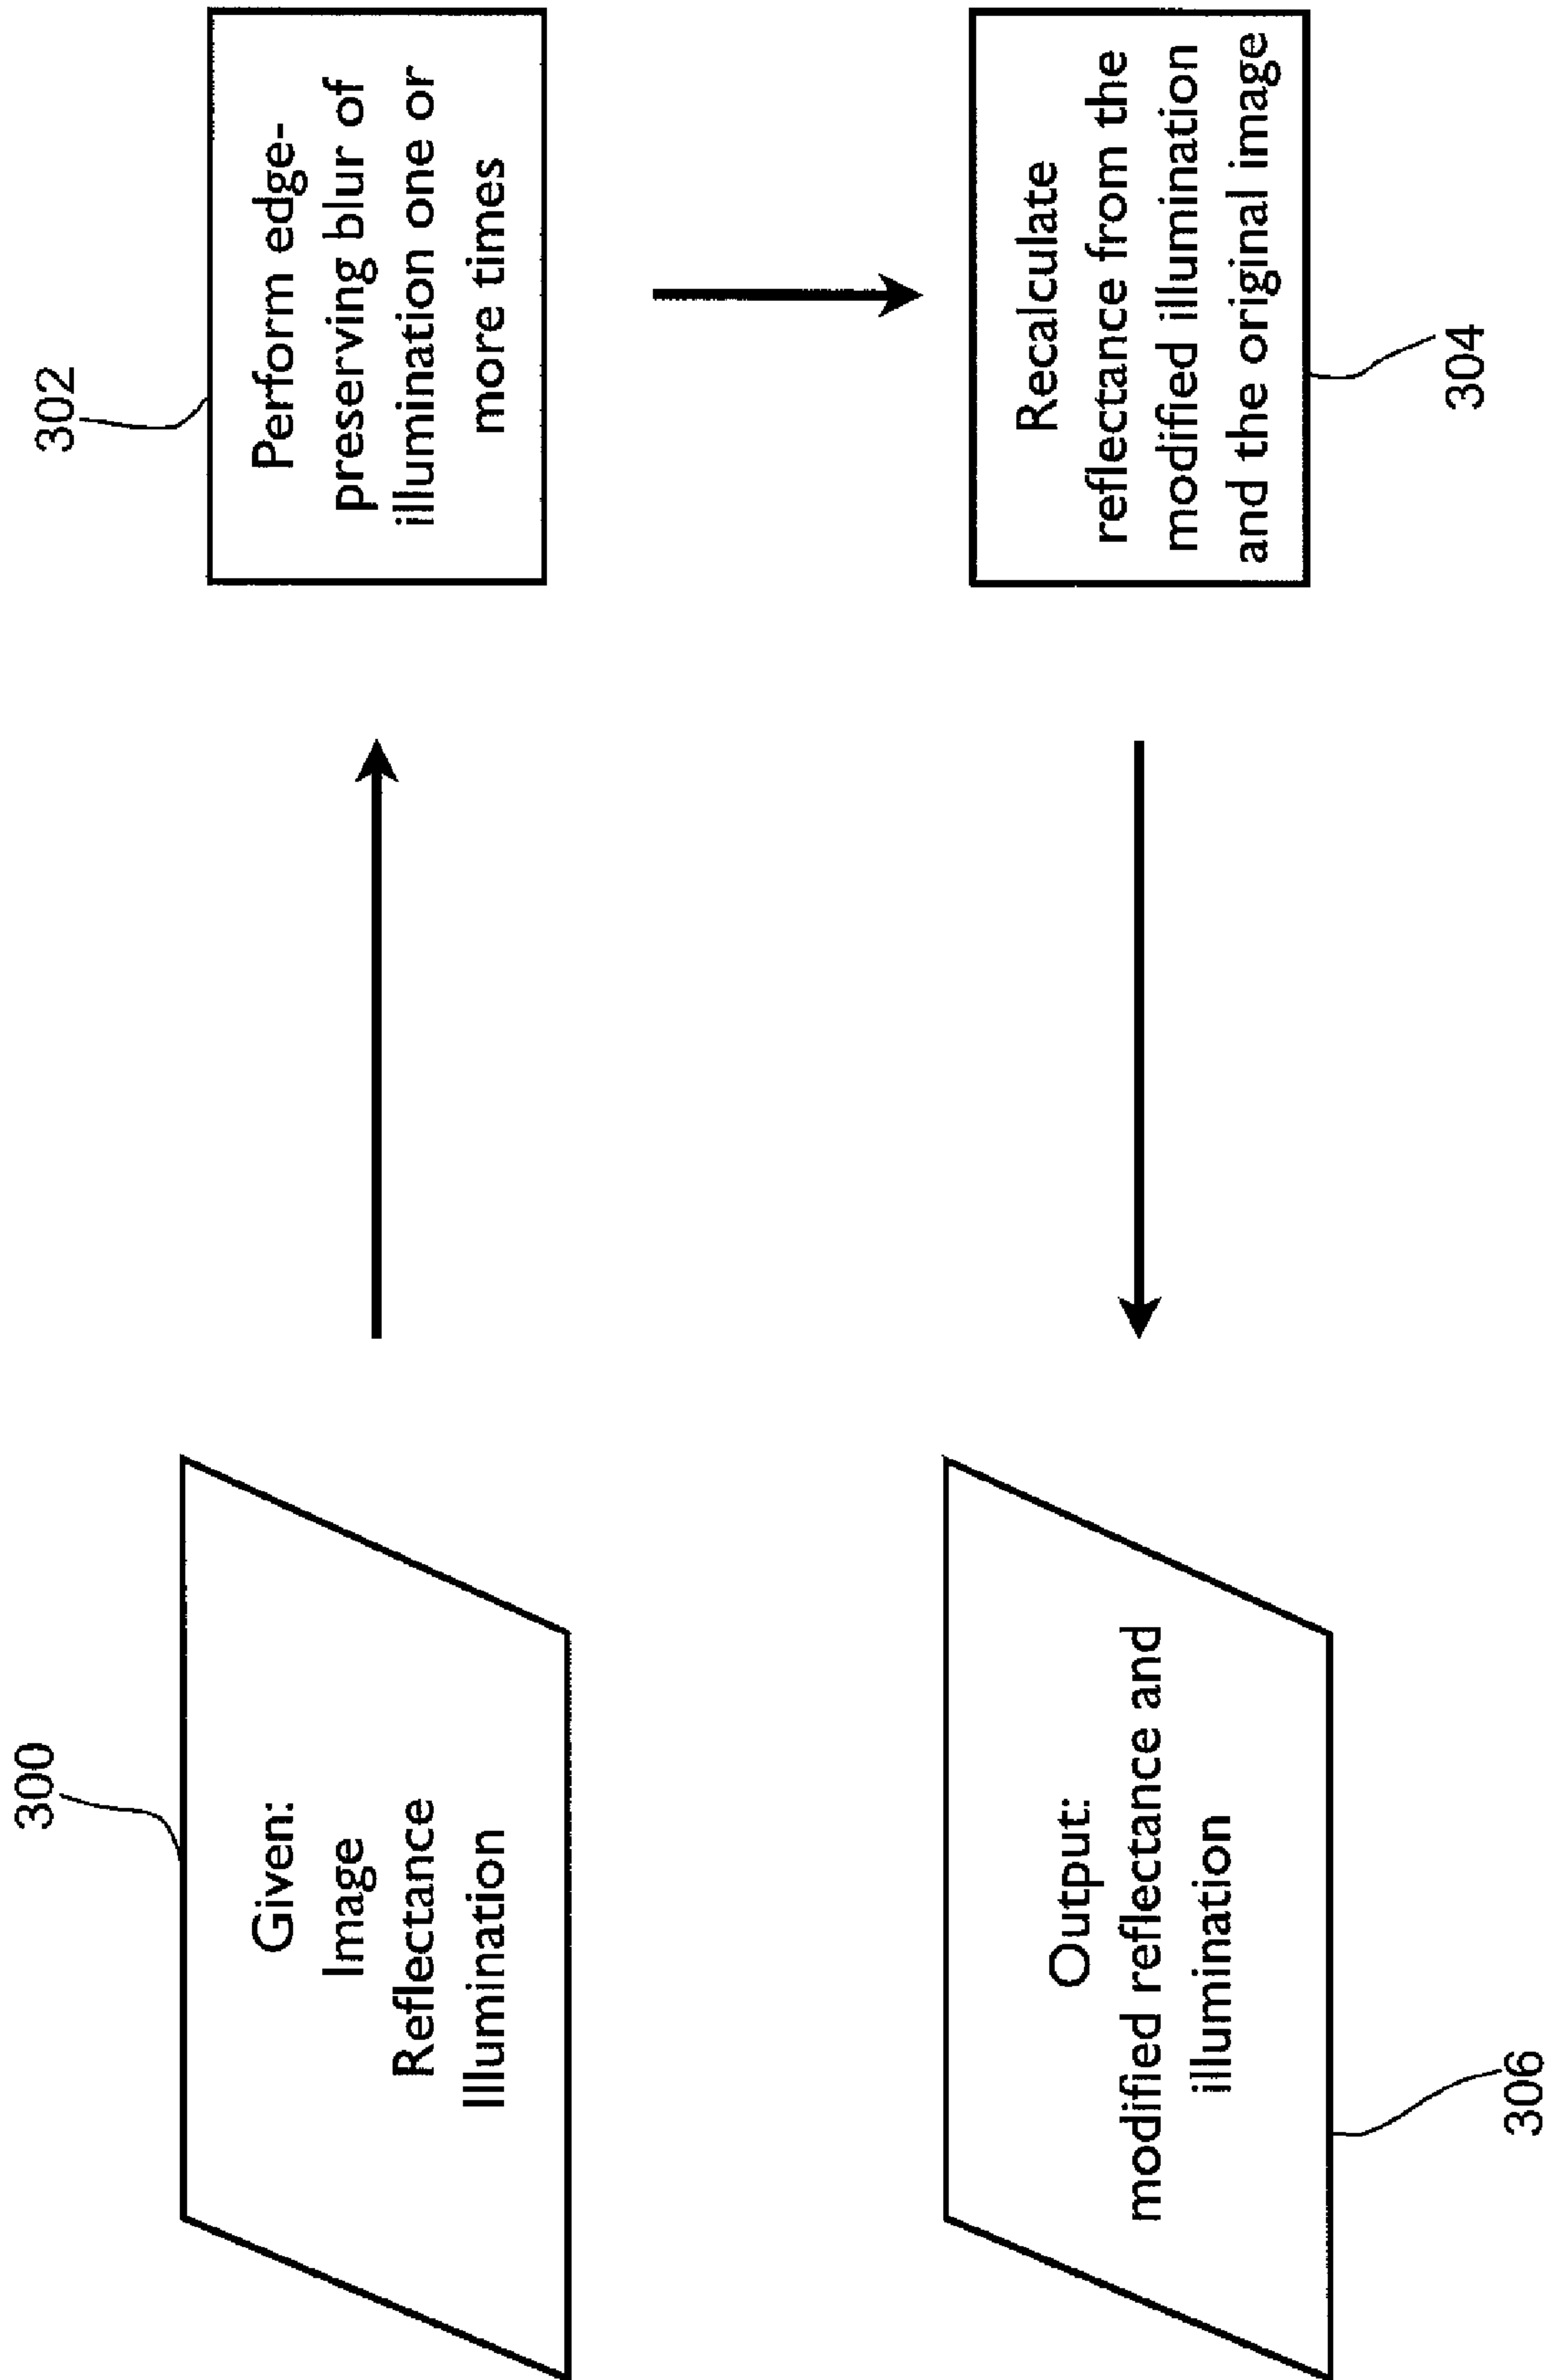 300
Given:
Image
Reflectance
Illumination
302
Perform edge-
preserving blur of
illumination one or
more times
Recalculate
reflectance from the
modified illumination
and the original image
304
Output:
modified reflectance and
illumination
306